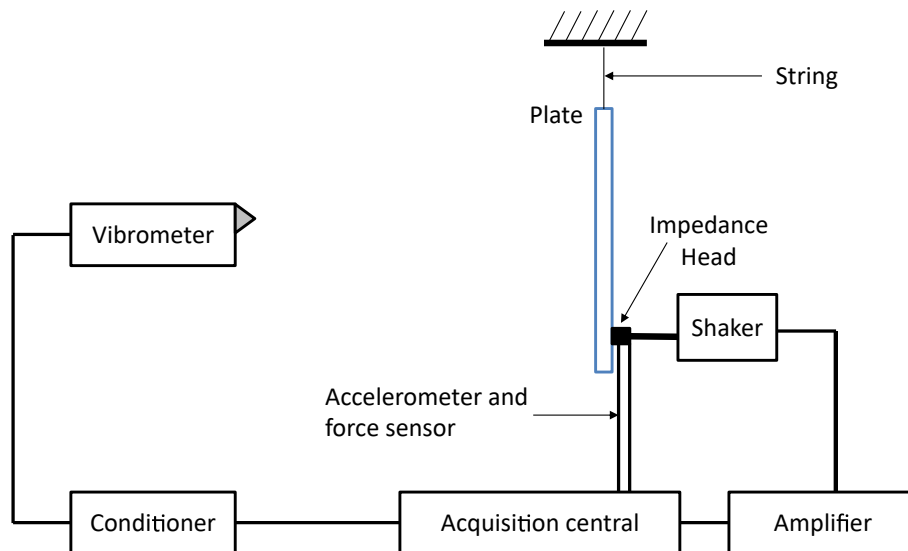 String
Plate
Impedance
Head
Vibrometer
Shaker
Accelerometer and
force sensor
Conditioner
Acquisition central
Amplifier